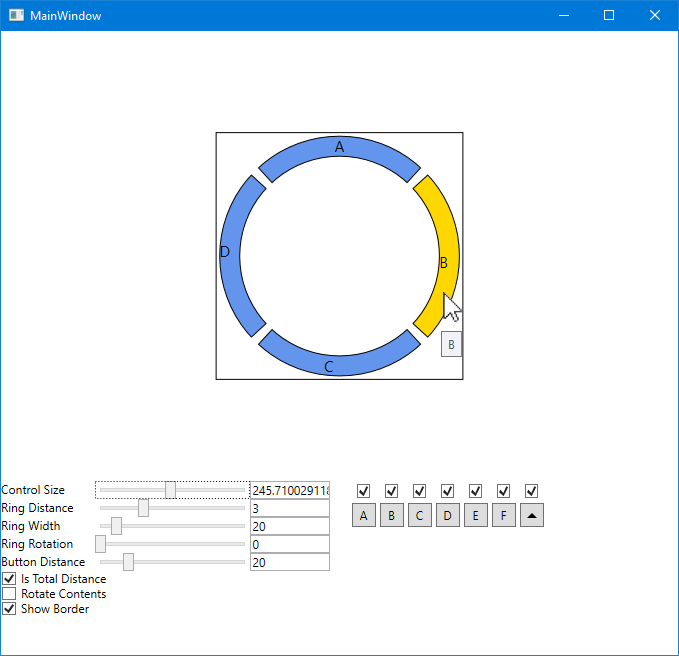 MainWindow
A
D
B
B
C
Control Size 245.710029118
Ring Distance 3
Ring Width 20
Ring Rotation 0
Button Distance 20
A B C D E F
Is Total Distance
Rotate Contents
Show Border